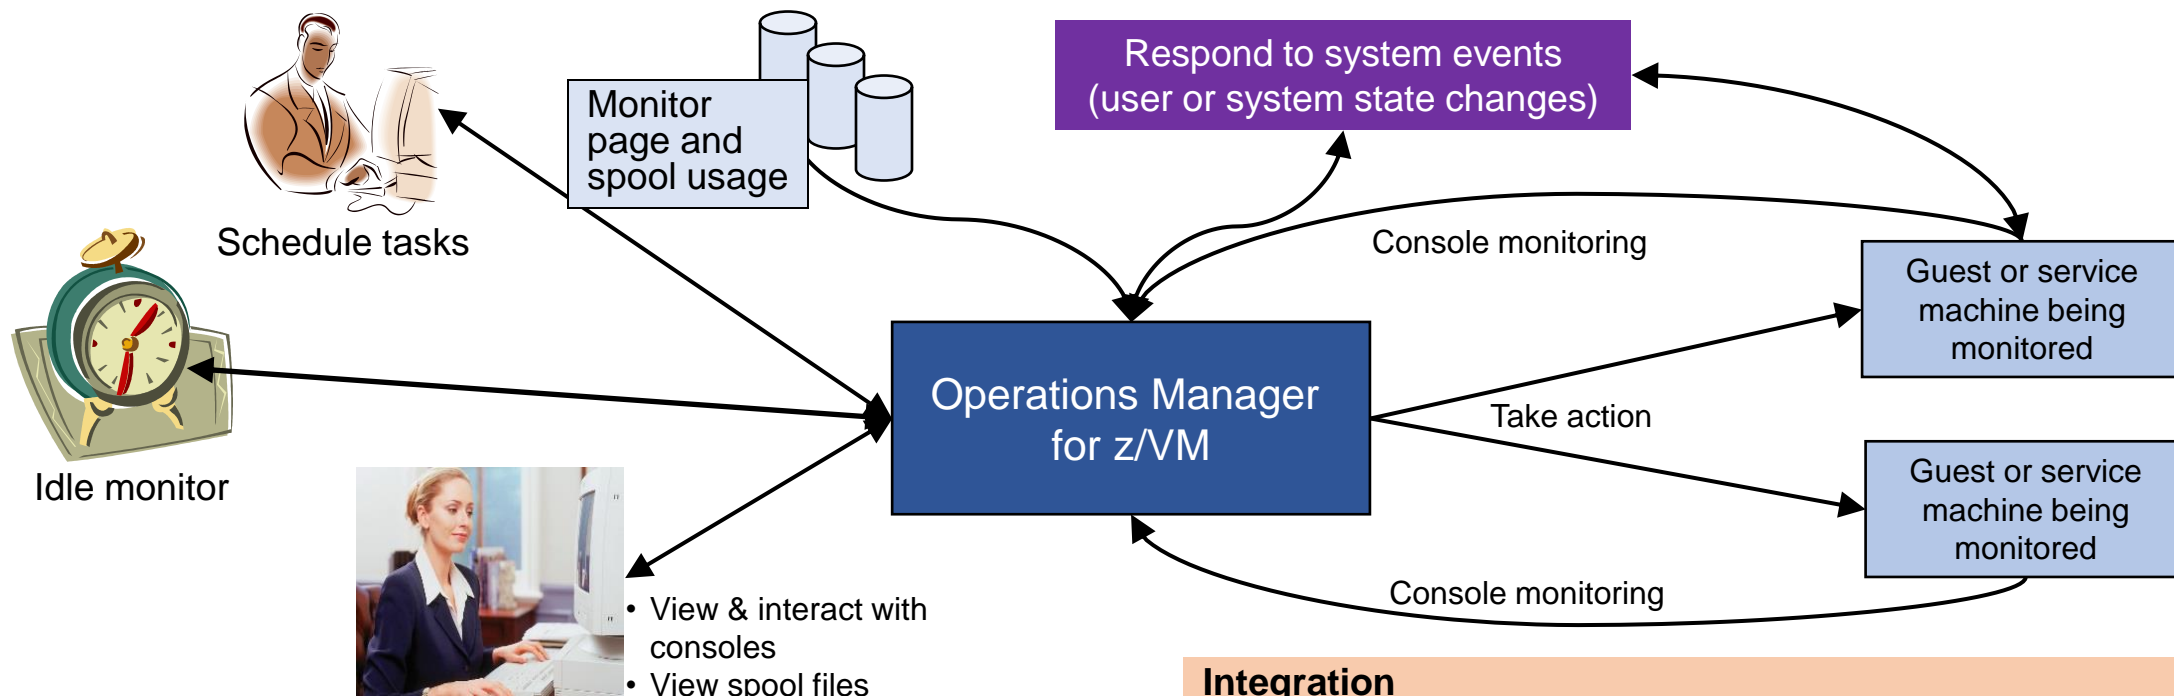 Respond to system events
(user or system state changes)
Monitor
page and
spool usage
Schedule tasks
Console monitoring
Guest or service
machine being
monitored
Operations Manager
for z/VM
Take action
Idle monitor
Guest or service
machine being
monitored
Console monitoring
• View & interact with
consoles
• View spool files
Integration